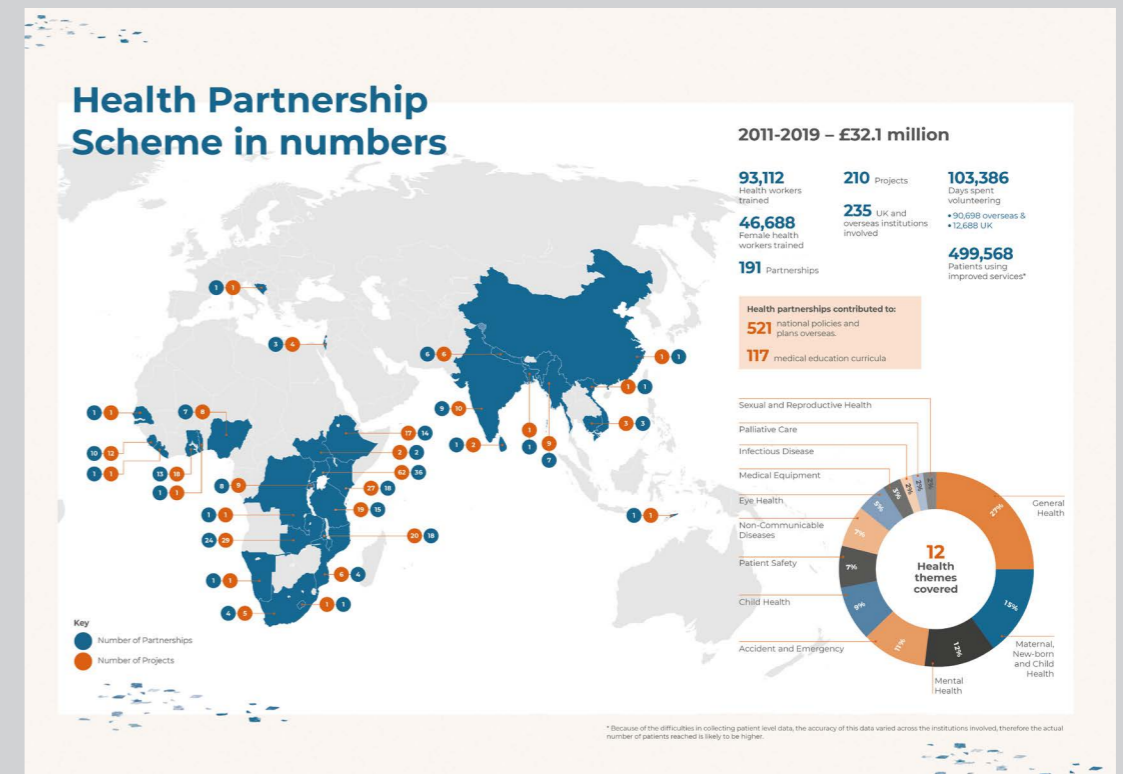 Health Partnership
Scheme in numbers
2011-2019 – £32.1 million
93,112
Health workers
trained
46,688
Female health
workers trained
191 Partnerships
210 Projects
235 UK and
overseas institutions
involved
103,386
Days spent
volunteering
• 90,698 overseas &
• 12,688 UK
499,568
Patients using
improved services*
Health partnerships contributed to:
521 national policies and
plans overseas.
117 medical education curricula
1 1
3 4
6 6
1 1
1 1
9 10
1 2
1
1
9
7
3 3
1 1
1 1
7 8
10 12
1 1
13 18
1 1
17 14
2 2
62 36
8 9
27 18
19 15
1 1
24 29
20 18
1 1
6 4
4 5
1 1
Key
Number of Partnerships
Number of Projects
Sexual and Reproductive Health
Palliative Care
Infectious Disease
Medical Equipment
Eye Health
Non-Communicable
Diseases
Patient Safety
Child Health
Accident and Emergency
Mental
Health
Maternal,
New-born
and Child
Health
General
Health
27%
15%
12%
11%
9%
7%
7%
5%
3%
2%
2%
2%
12
Health
themes
covered
* Because of the difficulties in collecting patient level data, the accuracy of this data varied across the institutions involved, therefore the actual
number of patients reached is likely to be higher.